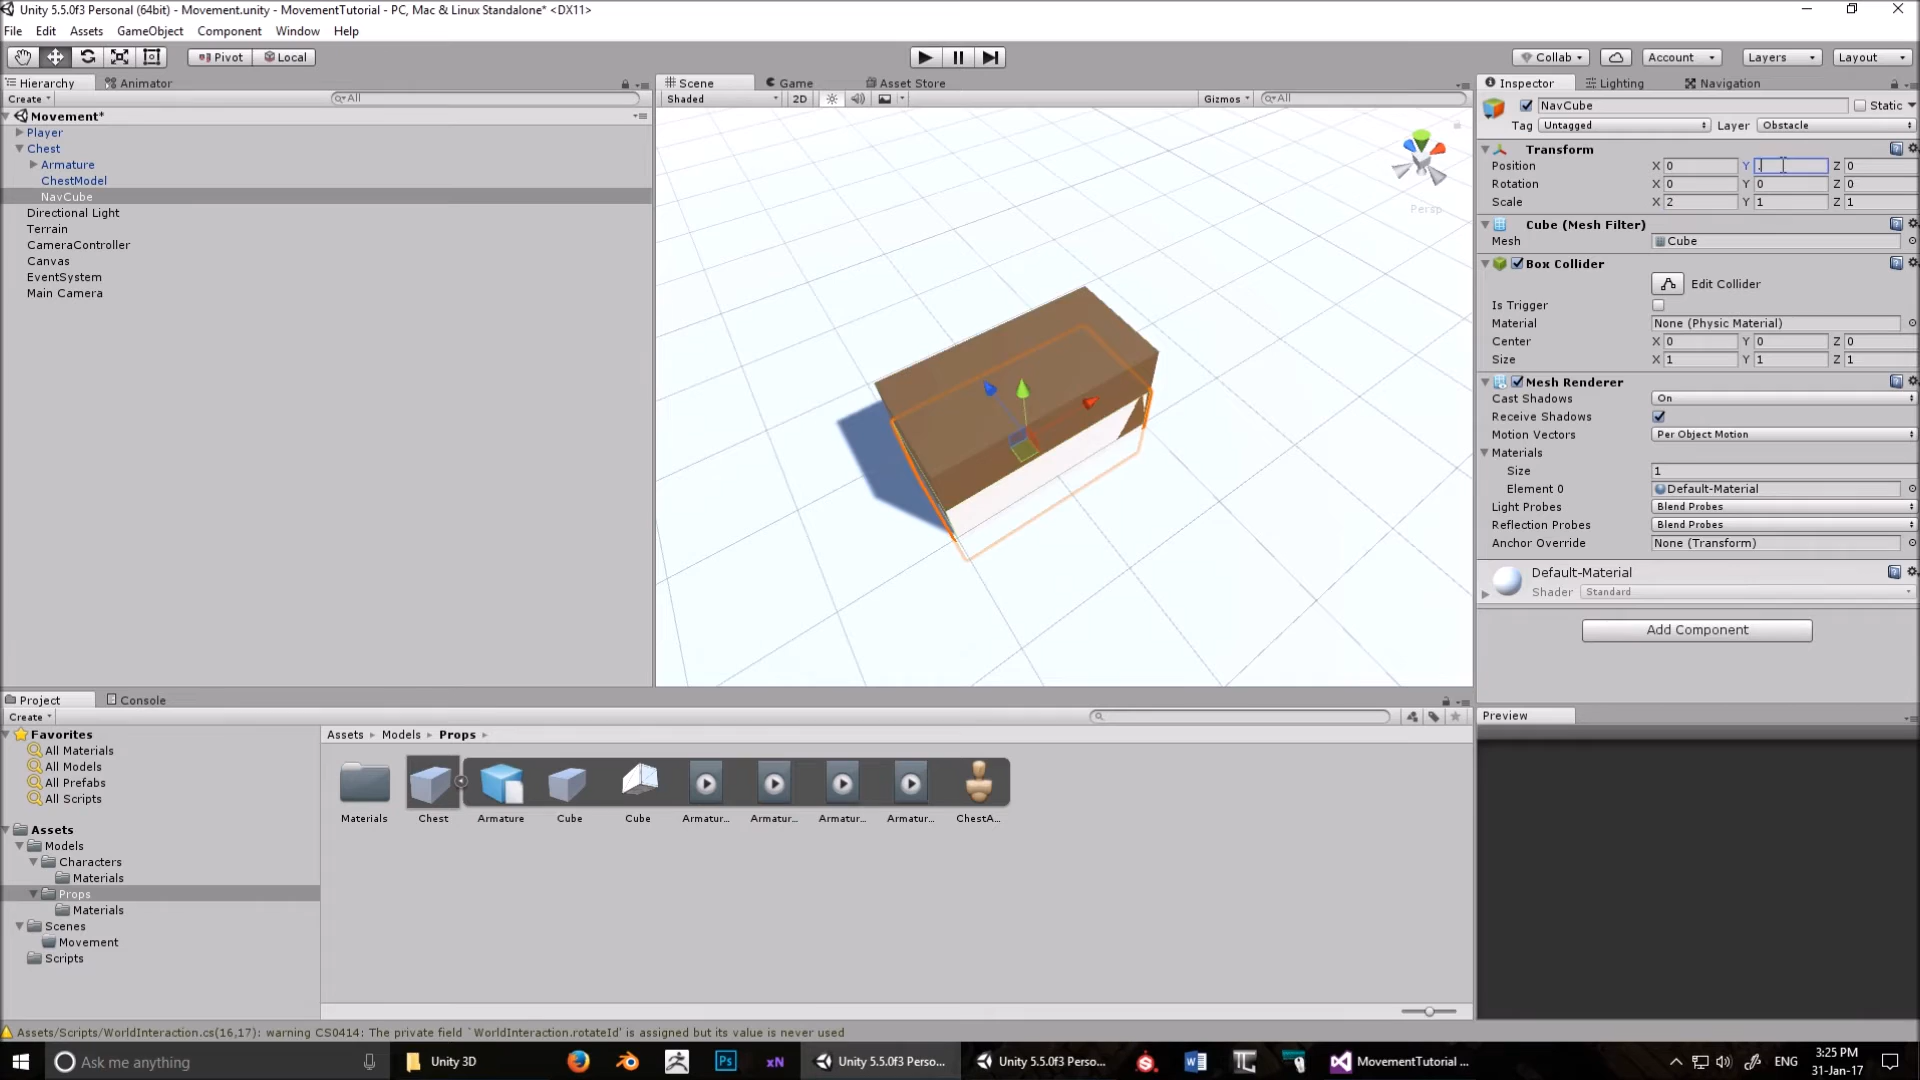 Unity 5.5.0f3 Personal (64bit) - Movement.unity - MovementTutorial - PC, Mac & Linux Standalone* <DX11>
File Edit Assets GameObject Component Window Help
Pivot Local Collab Account Layers Layout
Hierarchy Animator
Create All
Movement*
Player
Chest
Armature
ChestModel
NavCube
Directional Light
Terrain
CameraController
Canvas
EventSystem
Main Camera
Scene Game Asset Store
Shaded 2D Gizmos All
Persp
Inspector Lighting Navigation
NavCube Static
Tag Untagged Layer Obstacle
Transform
Position X 0 Y . Z 0
Rotation X 0 Y 0 Z 0
Scale X 2 Y 1 Z 1
Cube (Mesh Filter)
Mesh Cube
Box Collider
Edit Collider
Is Trigger
Material None (Physic Material)
Center X 0 Y 0 Z 0
Size X 1 Y 1 Z 1
Mesh Renderer
Cast Shadows On
Receive Shadows
Motion Vectors Per Object Motion
Materials
Size 1
Element 0 Default-Material
Light Probes Blend Probes
Reflection Probes Blend Probes
Anchor Override None (Transform)
Default-Material
Shader Standard
Add Component
Preview
Project Console
Create
Favorites
All Materials
All Models
All Prefabs
All Scripts
Assets
Models
Characters
Materials
Props
Materials
Scenes
Movement
Scripts
Assets Models Props
Materials Chest Armature Cube Cube Armatur... Armatur... Armatur... Armatur... ChestA...
Assets/Scripts/WorldInteraction.cs(16,17): warning CS0414: The private field `WorldInteraction.rotateId' is assigned but its value is never used
Ask me anything Unity 3D Ps xN Unity 5.5.0f3 Perso... Unity 5.5.0f3 Perso... MovementTutorial ... ENG 3:25 PM
31-Jan-17